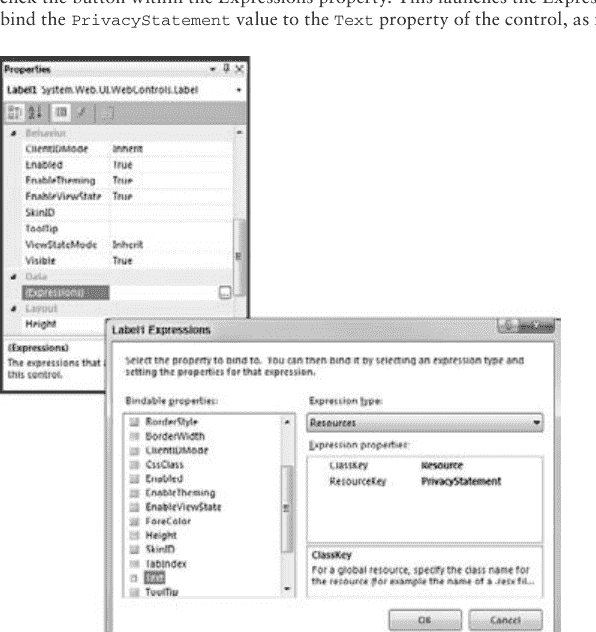 click the button within the Expressions property. This launches the Expres
bind the PrivacyStatement value to the Text property of the control, as
Properties
Label1 System.Web.UI.WebControls.Label
Behavior
ClientIDMode Inherit
Enabled True
EnableTheming True
EnableViewState True
SkinID
ToolTip
ViewStateMode Inherit
Visible True
Data
(Expressions) ...
Layout
Height
(Expressions)
The expressions that
this control.
Label1 Expressions
Select the property to bind to. You can then bind it by selecting an expression type and
setting the properties for that expression.
Bindable properties:
BorderStyle
BorderWidth
ClientIDMode
CssClass
Enabled
EnableTheming
EnableViewState
ForeColor
Height
SkinID
TabIndex
Text
ToolTip
Expression type:
Resources
Expression properties:
ClassKey Resource
ResourceKey PrivacyStatement
ClassKey
For a global resource, specify the class name for
the resource (for example the name of a .resx fil...
OK Cancel